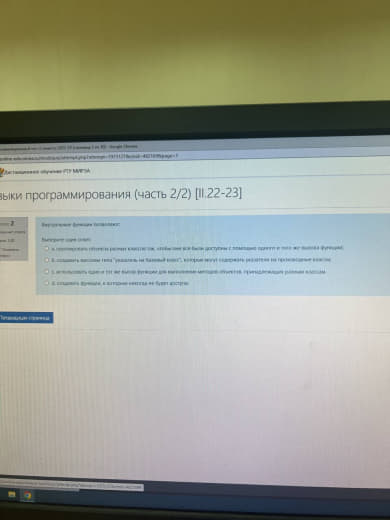 Дистанционное обучение РТУ МИРЭА
зыки программирования (часть 2/2) [II.22-23]
2
Виртуальные функции позволяют:
Выберите один ответ:
a. группировать объекты разных классов так, чтобы они все были доступны с помощью одного и того же вызова функции;
b. создавать массивы типа "указатель на базовый класс", которые могут содержать указатели на производные классы
c. использовать один и тот же вызов функции для выполнения методов объектов, принадлежащих разным классам
d. создавать функции, к которым никогда не будет доступа
Предыдущая страница